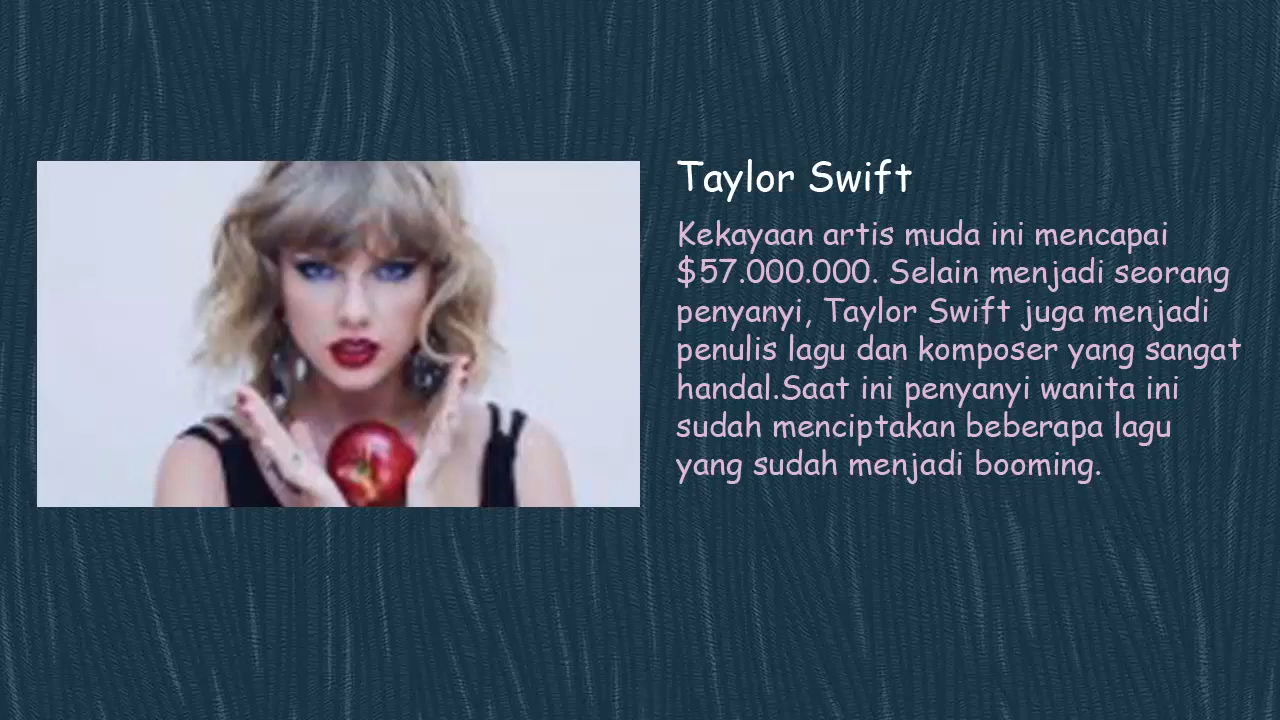 Taylor Swift
Kekayaan artis muda ini mencapai
$57.000.000. Selain menjadi seorang
penyanyi, Taylor Swift juga menjadi
penulis lagu dan komposer yang sangat
handal.Saat ini penyanyi wanita ini
sudah menciptakan beberapa lagu
yang sudah menjadi booming.